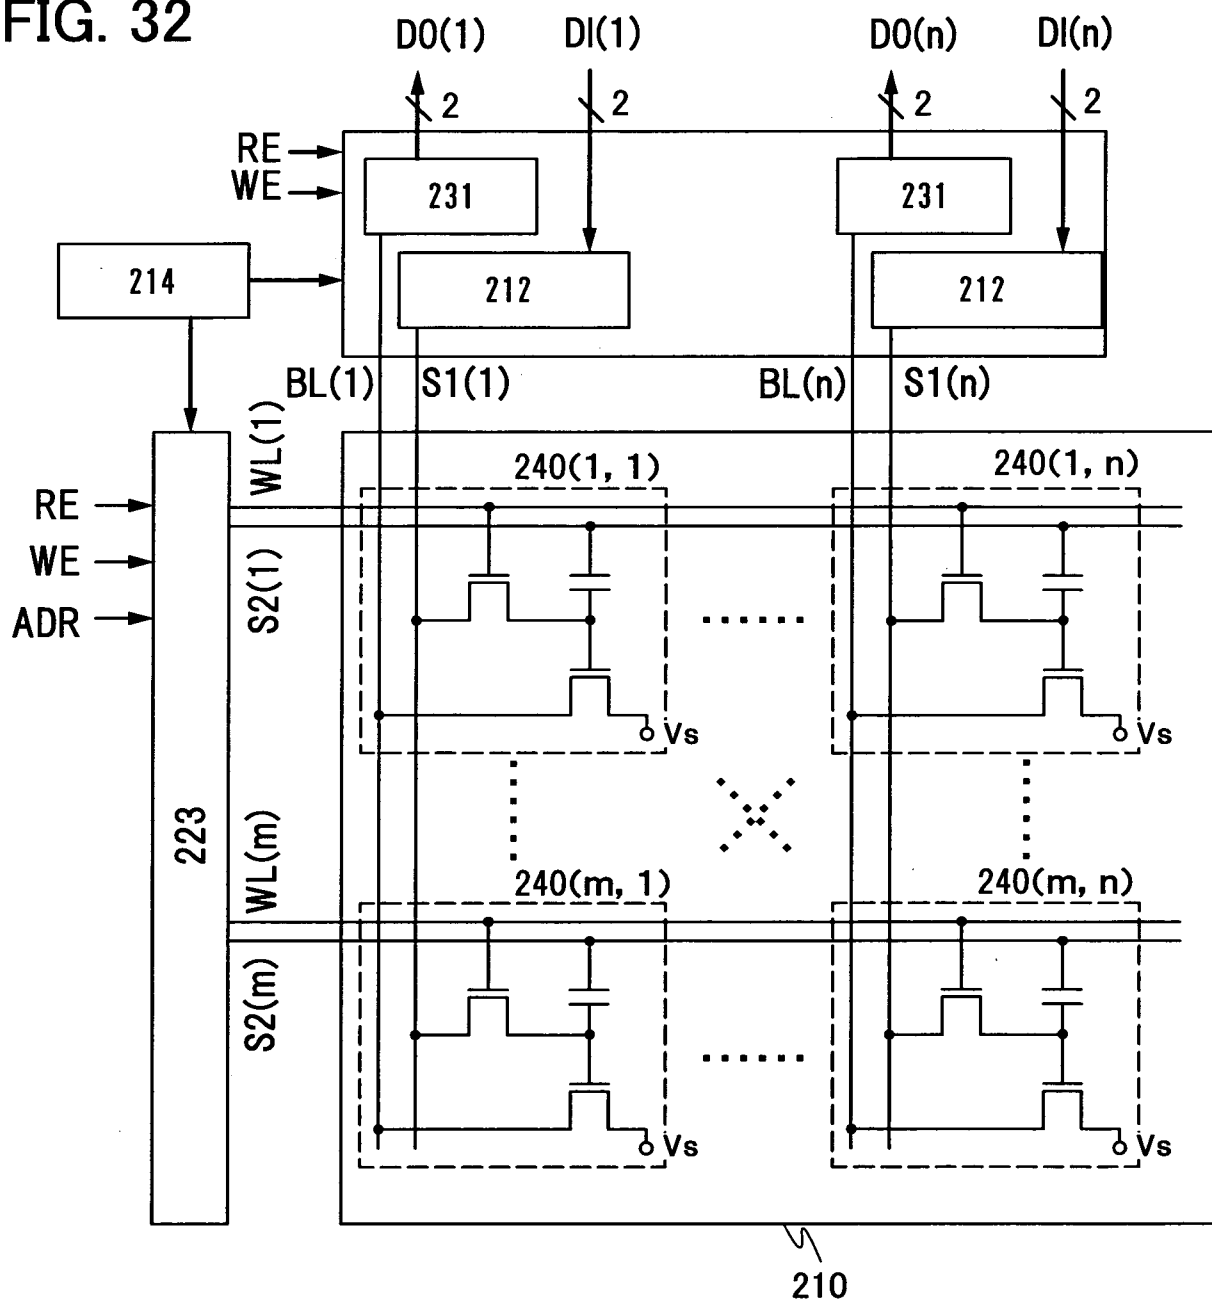 FIG. 32
D0(1) DI(1) D0(n) DI(n)
2 2 2 2
RE
WE
231 231
214
212 212
BL(1) S1(1) BL(n) S1(n)
WL(1)
240(1, 1) 240(1, n)
RE
WE
ADR
S2(1)
Vs Vs
223
WL(m)
240(m, 1) 240(m, n)
S2(m)
Vs Vs
210